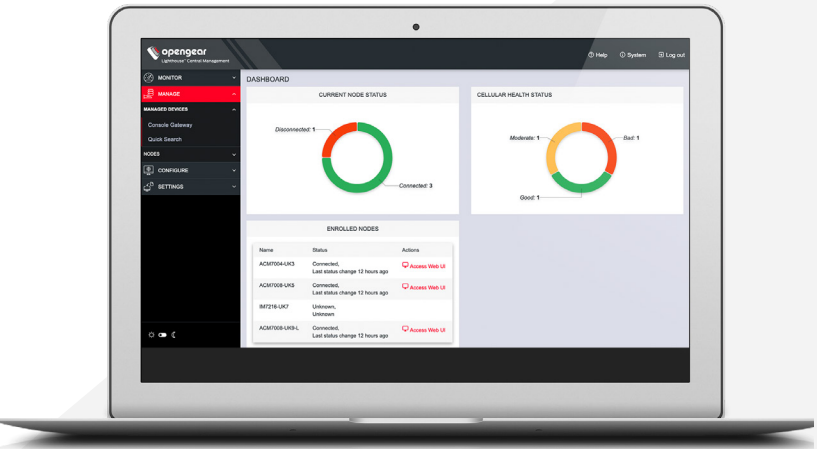 opengear
Lighthouse™ Central Management
Help
System
Log out
MONITOR
MANAGE
MANAGED DEVICES
Console Gateway
Quick Search
NODES
CONFIGURE
SETTINGS
DASHBOARD
CURRENT NODE STATUS
Disconnected: 1
Connected: 3
CELLULAR HEALTH STATUS
Moderate: 1
Bad: 1
Good: 1
ENROLLED NODES
Name Status Actions
ACM7004-UK3 Connected, Access Web UI
Last status change 12 hours ago
ACM7008-UK5 Connected, Access Web UI
Last status change 12 hours ago
IM7216-UK7 Unknown,
Unknown
ACM7008-UK9-L Connected, Access Web UI
Last status change 12 hours ago